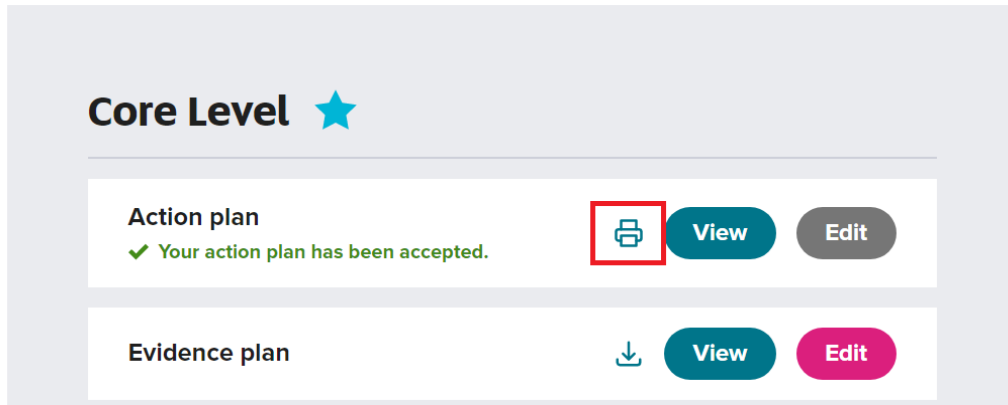 Core Level
Action plan
Your action plan has been accepted.
View
Edit
Evidence plan
View
Edit